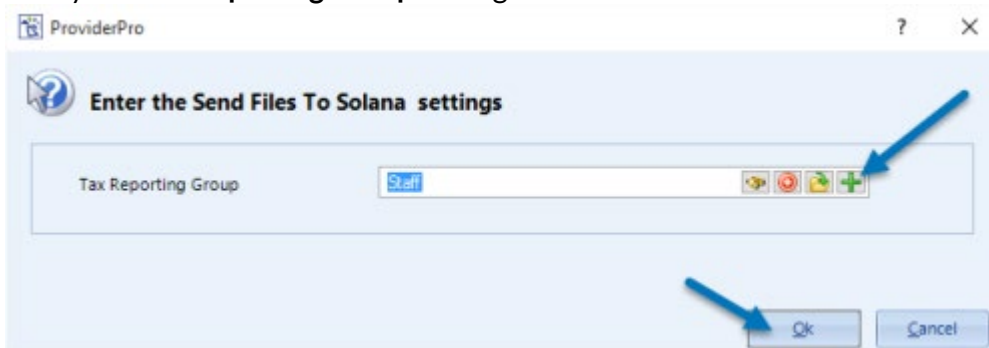 ProviderPro
Enter the Send Files To Solana settings
Tax Reporting Group
Staff
Ok
Cancel